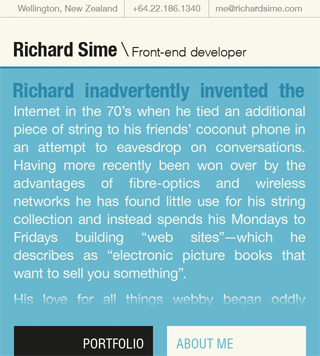 Wellington, New Zealand +64.22.186.1340 me@richardsime.com
Richard Sime \ Front-end developer
Richard inadvertently invented the
Internet in the 70's when he tied an additional
piece of string to his friends' coconut phone in
an attempt to eavesdrop on conversations.
Having more recently been won over by the
advantages of fibre-optics and wireless
networks he has found little use for his string
collection and instead spends his Mondays to
Fridays building “web sites”—which he
describes as “electronic picture books that
want to sell you something”.
His love for all things webby began oddly
PORTFOLIO ABOUT ME